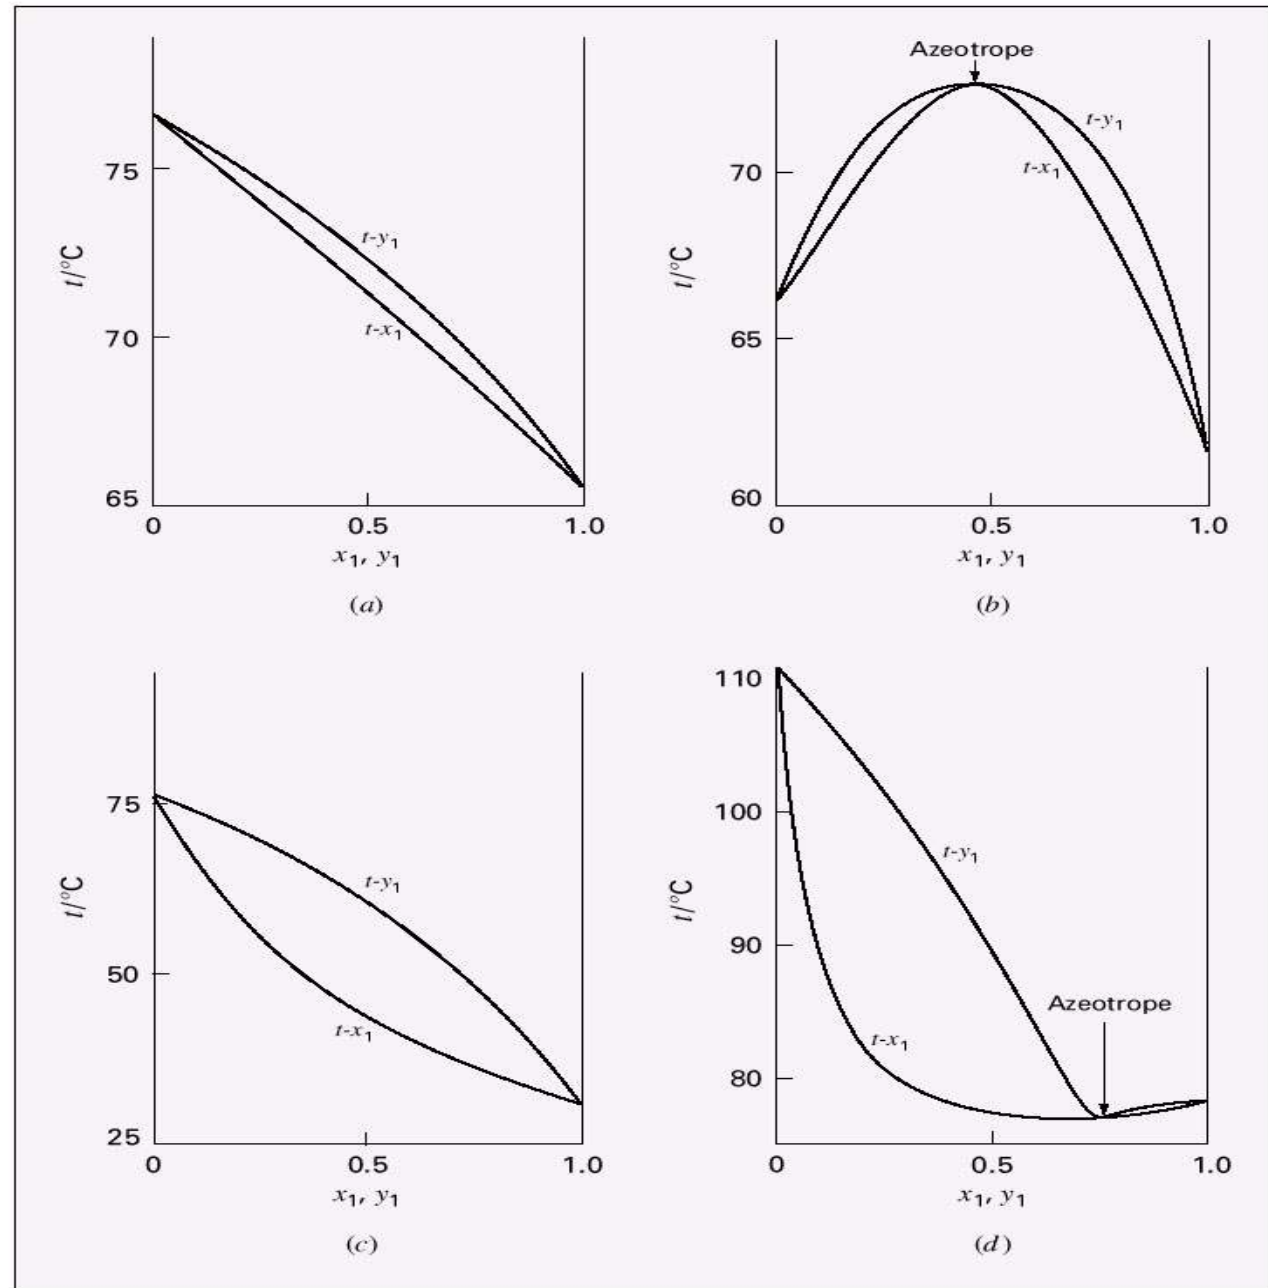 t/°C
75
70
65
t-y₁
t-x₁
0 0.5 1.0
x₁, y₁
(a)
Azeotrope
t/°C
70
65
60
t-y₁
t-x₁
0 0.5 1.0
x₁, y₁
(b)
t/°C
75
50
25
t-y₁
t-x₁
0 0.5 1.0
x₁, y₁
(c)
t/°C
110
100
90
80
t-y₁
t-x₁
Azeotrope
0 0.5 1.0
x₁, y₁
(d)